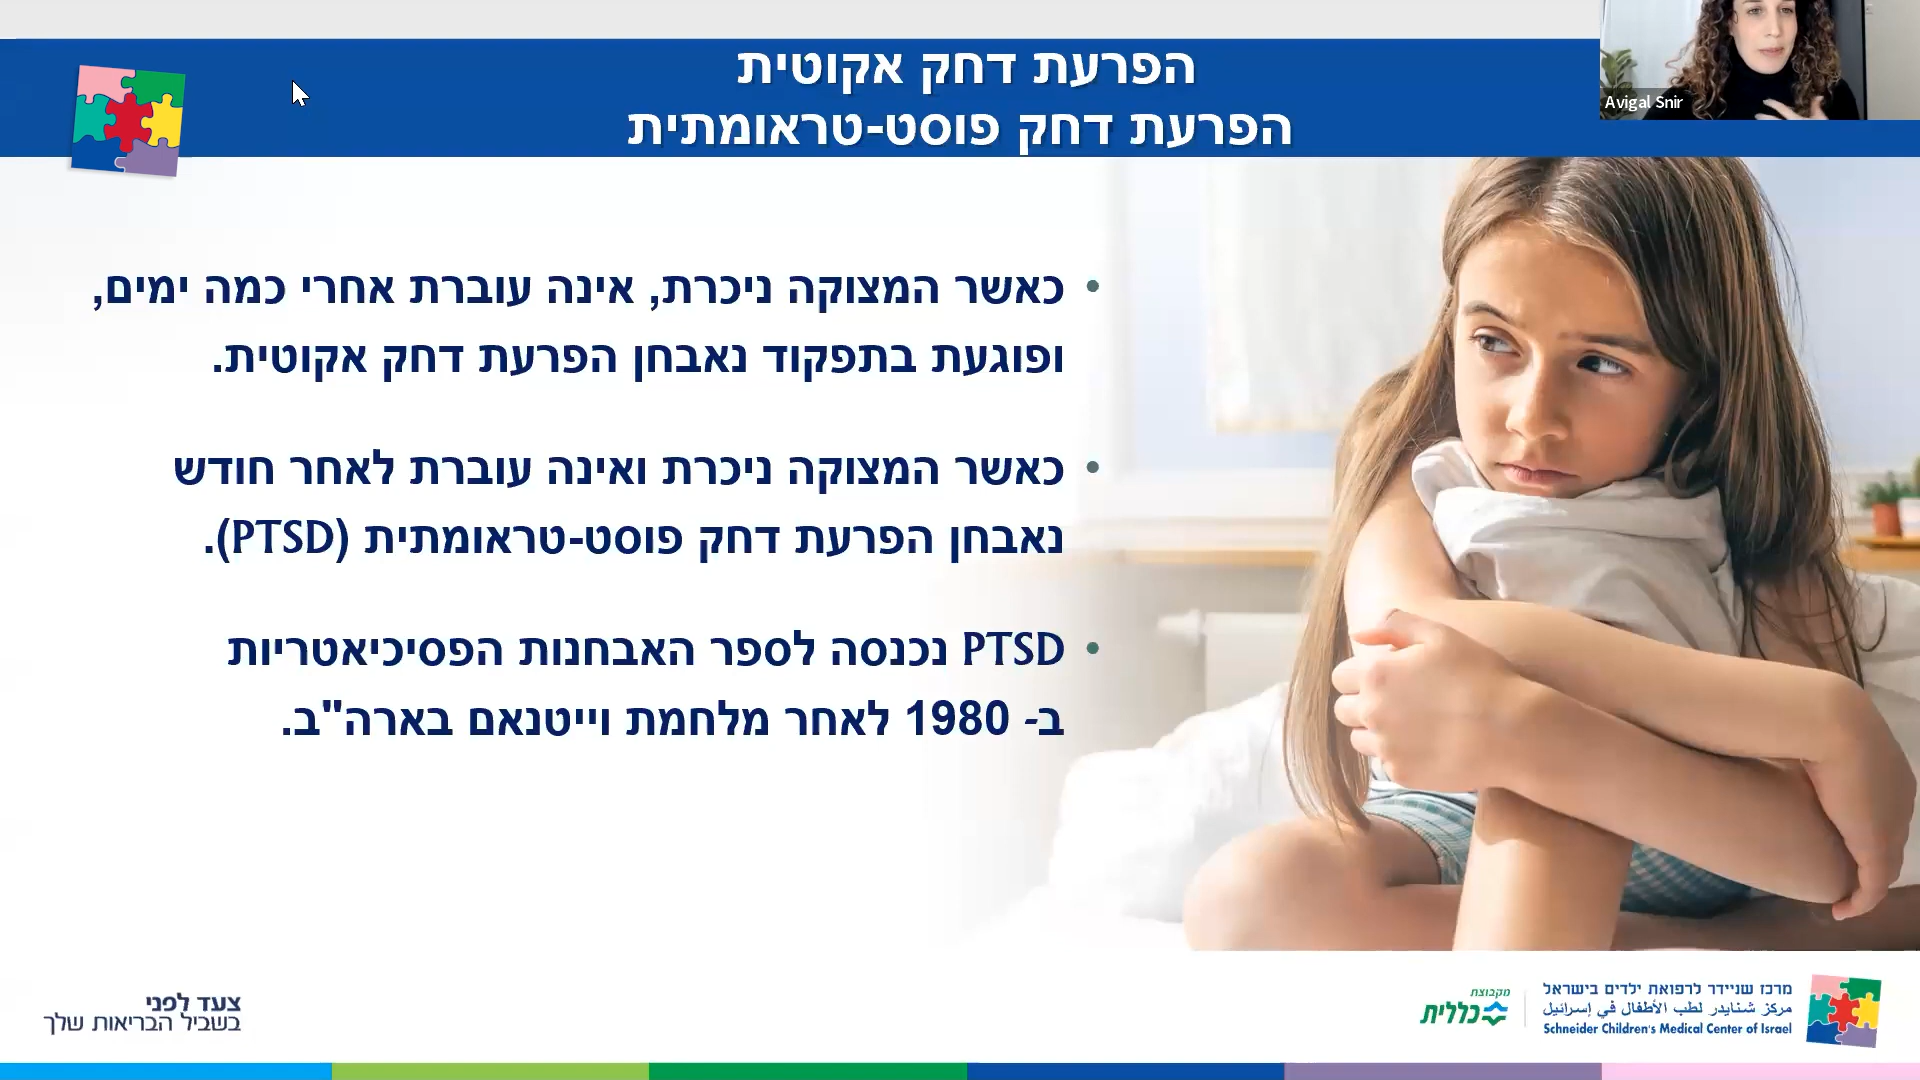 הפרעת דחק אקוטית
הפרעת דחק פוסט-טראומתית
Avigal Snir
• כאשר המצוקה ניכרת, אינה עוברת אחרי כמה ימים,
ופוגעת בתפקוד נאבחן הפרעת דחק אקוטית.
• כאשר המצוקה ניכרת ואינה עוברת לאחר חודש
נאבחן הפרעת דחק פוסט-טראומתית (PTSD).
• PTSD נכנסה לספר האבחנות הפסיכיאטריות
ב- 1980 לאחר מלחמת וייטנאם בארה"ב.
מרכז שניידר לרפואת ילדים בישראל
مركز شنايدر لطب الأطفال في إسرائيل
Schneider Children's Medical Center of Israel
מקבוצת
כללית
צעד לפני
בשביל הבריאות שלך